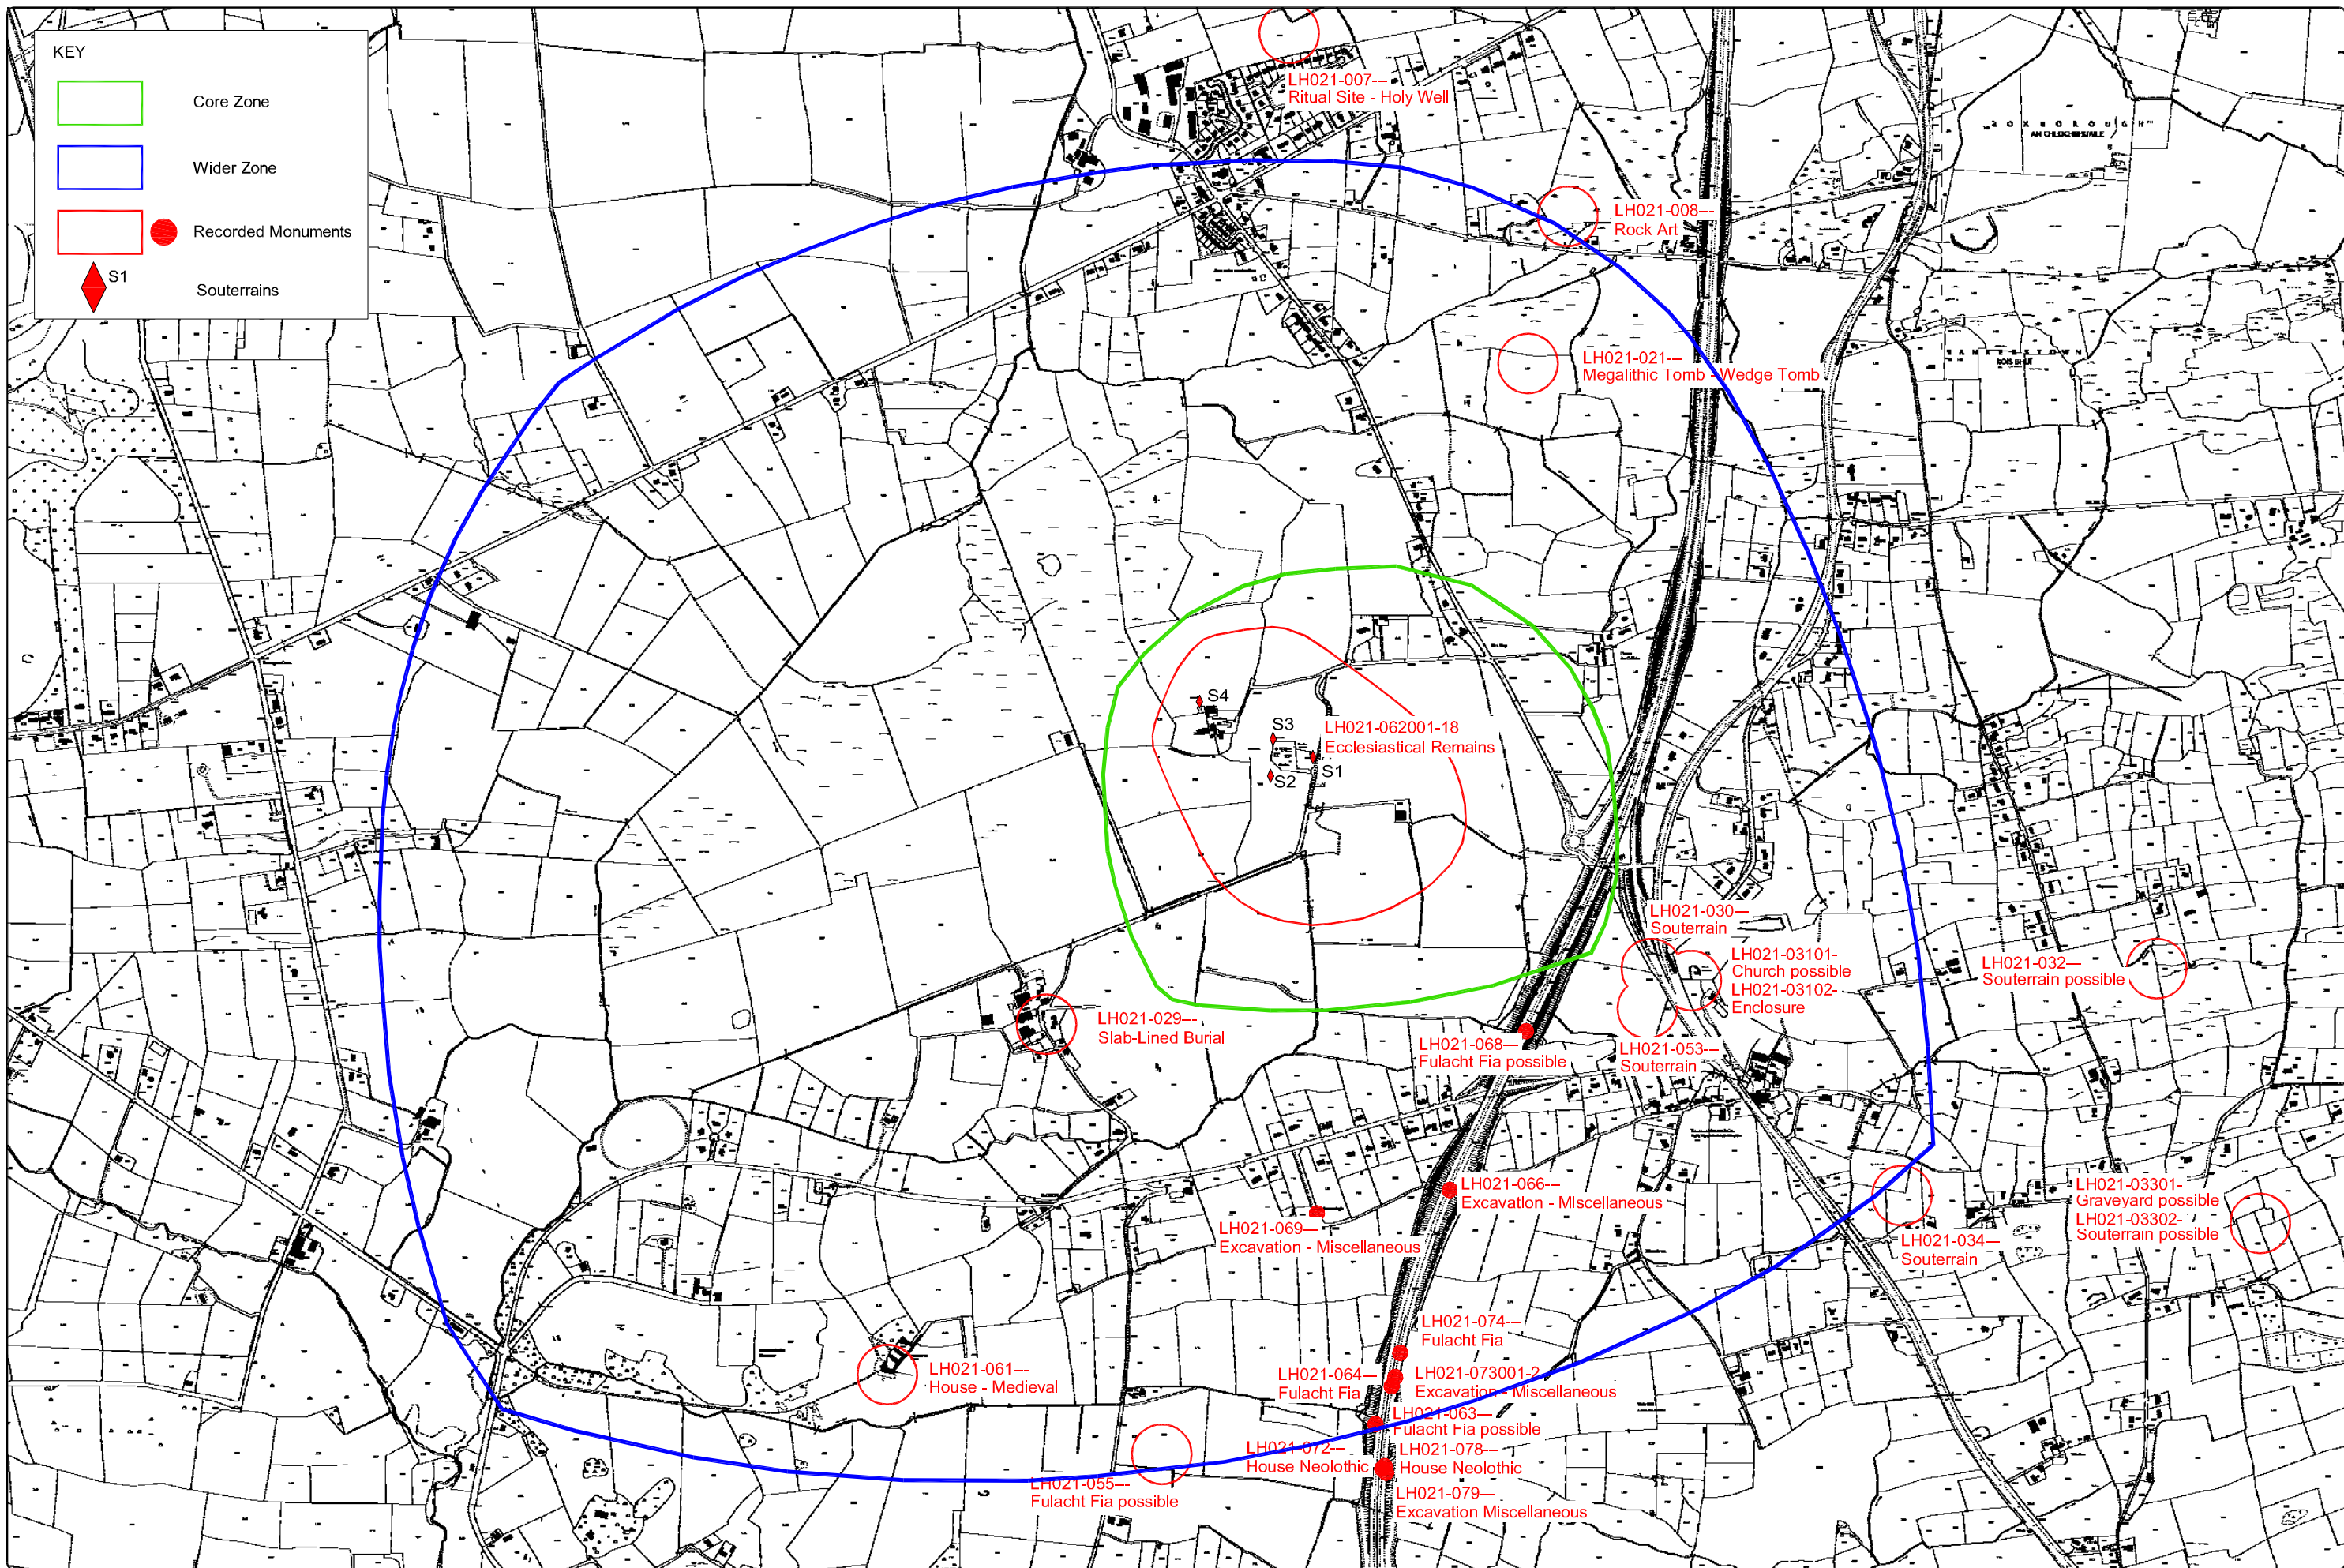 KEY
Core Zone
Wider Zone
Recorded Monuments
S1
Souterrains
LH021-007---
Ritual Site - Holy Well
LH021-008---
Rock Art
LH021-021---
Megalithic Tomb - Wedge Tomb
S4
S3
LH021-062001-18
Ecclesiastical Remains
S1
S2
LH021-030---
Souterrain
LH021-03101-
Church possible
LH021-03102-
Enclosure
LH021-032---
Souterrain possible
LH021-029---
Slab-Lined Burial
LH021-068---
Fulacht Fia possible
LH021-053---
Souterrain
LH021-066---
Excavation - Miscellaneous
LH021-069---
Excavation - Miscellaneous
LH021-03301-
Graveyard possible
LH021-03302-
Souterrain possible
LH021-034---
Souterrain
LH021-074---
Fulacht Fia
LH021-064---
Fulacht Fia
LH021-073001-2
Excavation - Miscellaneous
LH021-061---
House - Medieval
LH021-063---
Fulacht Fia possible
LH021-072---
House Neolothic
LH021-078---
House Neolothic
LH021-055---
Fulacht Fia possible
LH021-079---
Excavation Miscellaneous